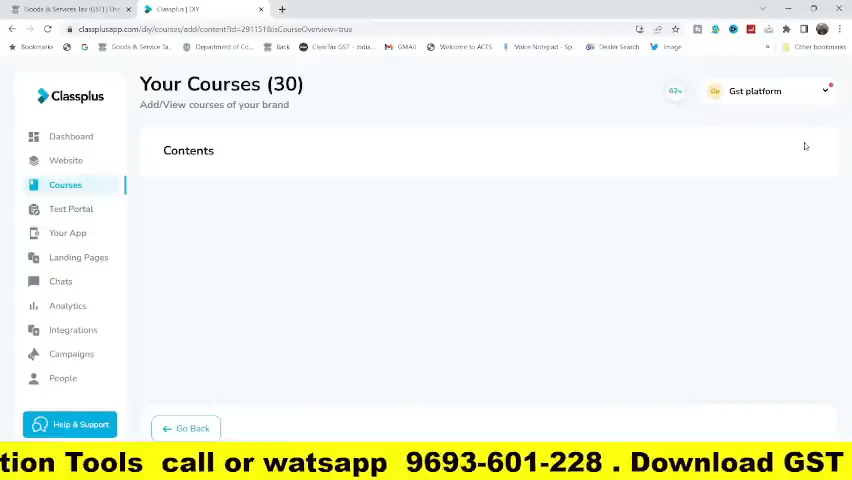 Goods & Services Tax (GST) | Use
Classplus | DIY
classplusapp.com/diy/courses/add/content?id=291151&isCourseOverview=true
Bookmarks
Goods & Service Ta..
Department of Co...
Back
ClearTax GST - India...
GMAil
Welcome to ACES
Voice Notepad - Sp...
Dealer Search
Image
»
Other bookmarks
Classplus
Your Courses (30)
Add/View courses of your brand
62%
Gp
Gst platform
Contents
Dashboard
Website
Courses
Test Portal
Your App
Landing Pages
Chats
Analytics
Integrations
Campaigns
People
Help & Support
Go Back
tion Tools call or watsapp 9693-601-228 . Download GST